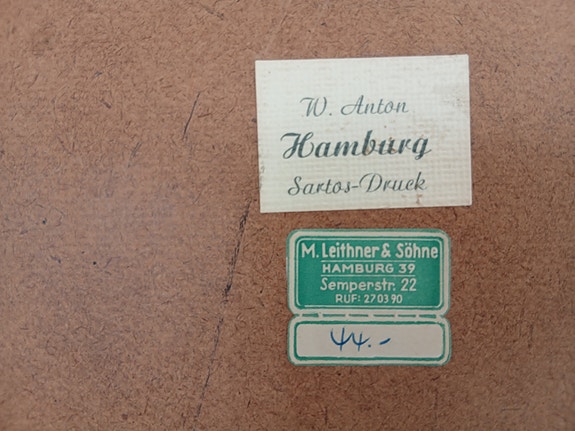 W. Anton
Hamburg
Sartos-Druck
M. Leithner & Söhne
HAMBURG 39
Semperstr. 22
RUF: 27 03 90
44.-